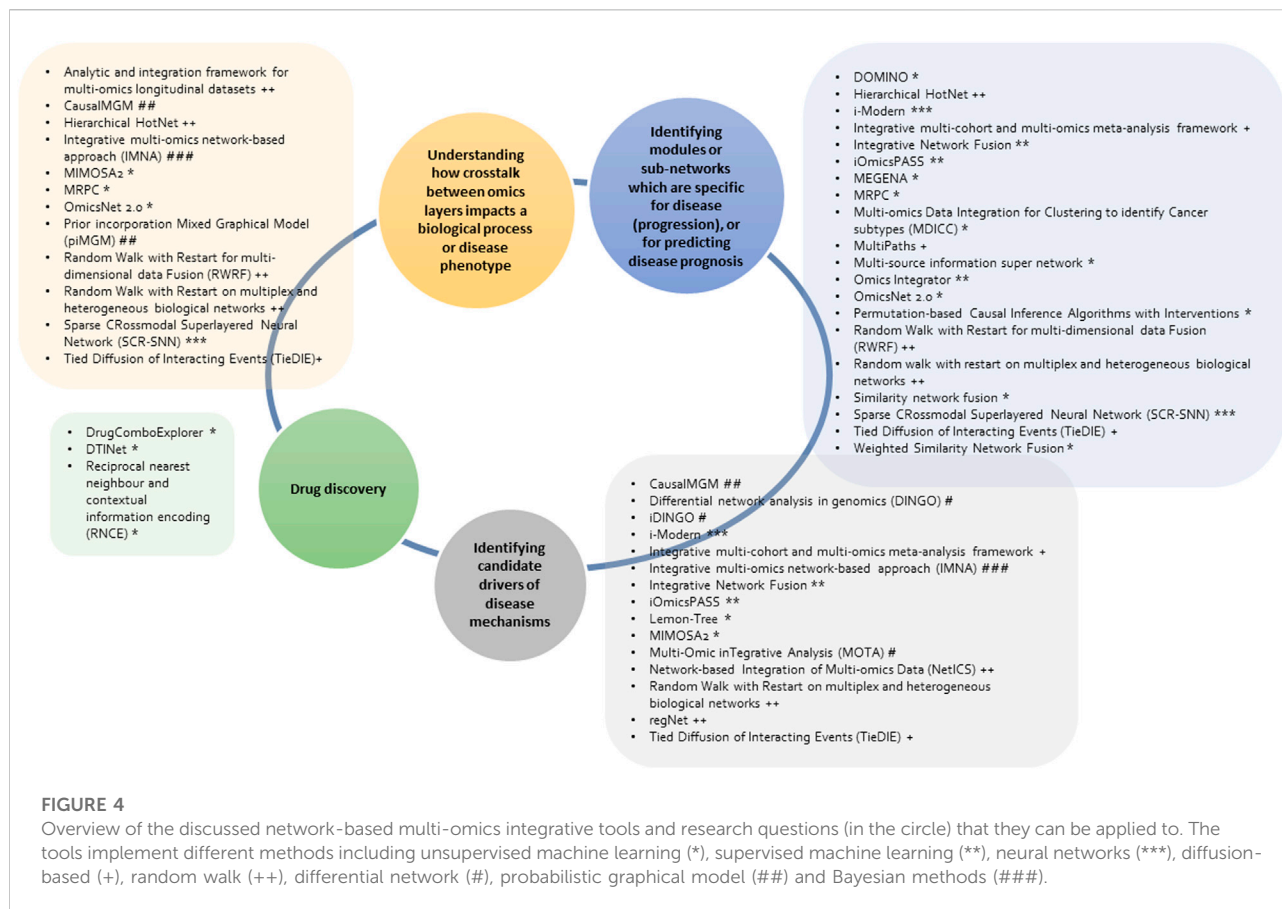 • Analytic and integration framework for
multi-omics longitudinal datasets ++
• CausalMGM ##
• Hierarchical HotNet ++
• Integrative multi-omics network-based
approach (IMNA) ###
• MIMOSA2 *
• MRPC *
• OmicsNet 2.0 *
• Prior incorporation Mixed Graphical Model
(piMGM) ##
• Random Walk with Restart for multi-
dimensional data Fusion (RWRF) ++
• Random Walk with Restart on multiplex and
heterogeneous biological networks ++
• Sparse CRossmodal Superlayered Neural
Network (SCR-SNN) ***
• Tied Diffusion of Interacting Events (TieDIE)+
Understanding
how crosstalk
between omics
layers impacts a
biological process
or disease
phenotype
Identifying
modules or
sub-networks
which are specific
for disease
(progression), or
for predicting
disease prognosis
• DOMINO *
• Hierarchical HotNet ++
• i-Modern ***
• Integrative multi-cohort and multi-omics meta-analysis framework +
• Integrative Network Fusion **
• iOmicsPASS **
• MEGENA *
• MRPC *
• Multi-omics Data Integration for Clustering to identify Cancer
subtypes (MDICC) *
• MultiPaths +
• Multi-source information super network *
• Omics Integrator **
• OmicsNet 2.0 *
• Permutation-based Causal Inference Algorithms with Interventions *
• Random Walk with Restart for multi-dimensional data Fusion
(RWRF) ++
• Random walk with restart on multiplex and heterogeneous biological
networks ++
• Similarity network fusion *
• Sparse CRossmodal Superlayered Neural Network (SCR-SNN) ***
• Tied Diffusion of Interacting Events (TieDIE) +
• Weighted Similarity Network Fusion *
• DrugComboExplorer *
• DTINet *
• Reciprocal nearest
neighbour and
contextual
information encoding
(RNCE) *
Drug discovery
Identifying
candidate
drivers of
disease
mechanisms
• CausalMGM ##
• Differential network analysis in genomics (DINGO) #
• iDINGO #
• i-Modern ***
• Integrative multi-cohort and multi-omics meta-analysis framework +
• Integrative multi-omics network-based approach (IMNA) ###
• Integrative Network Fusion **
• iOmicsPASS **
• Lemon-Tree *
• MIMOSA2 *
• Multi-Omic inTegrative Analysis (MOTA) #
• Network-based Integration of Multi-omics Data (NetICS) ++
• Random Walk with Restart on multiplex and heterogeneous
biological networks ++
• regNet ++
• Tied Diffusion of Interacting Events (TieDIE) +
FIGURE 4
Overview of the discussed network-based multi-omics integrative tools and research questions (in the circle) that they can be applied to. The
tools implement different methods including unsupervised machine learning (*), supervised machine learning (**), neural networks (***), diffusion-
based (+), random walk (++), differential network (#), probabilistic graphical model (##) and Bayesian methods (###).